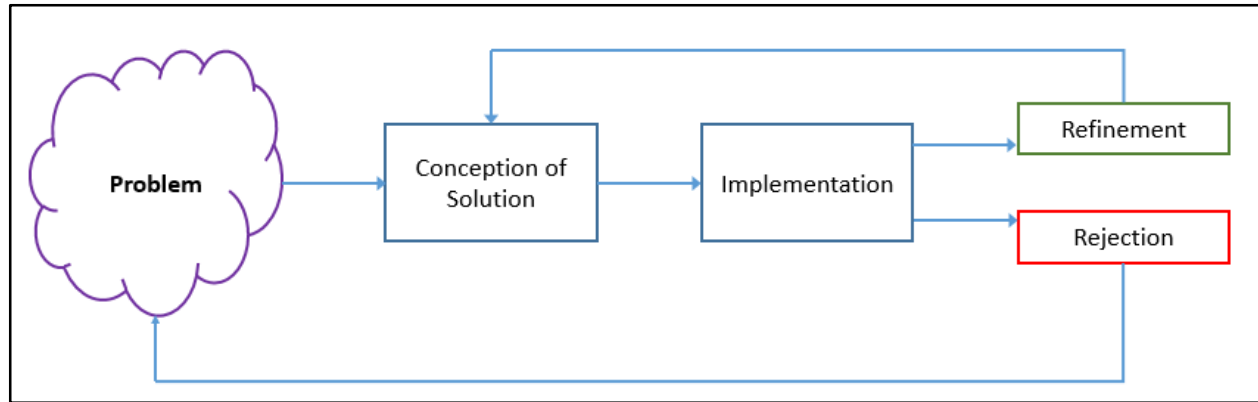 Problem
Conception of
Solution
Implementation
Refinement
Rejection